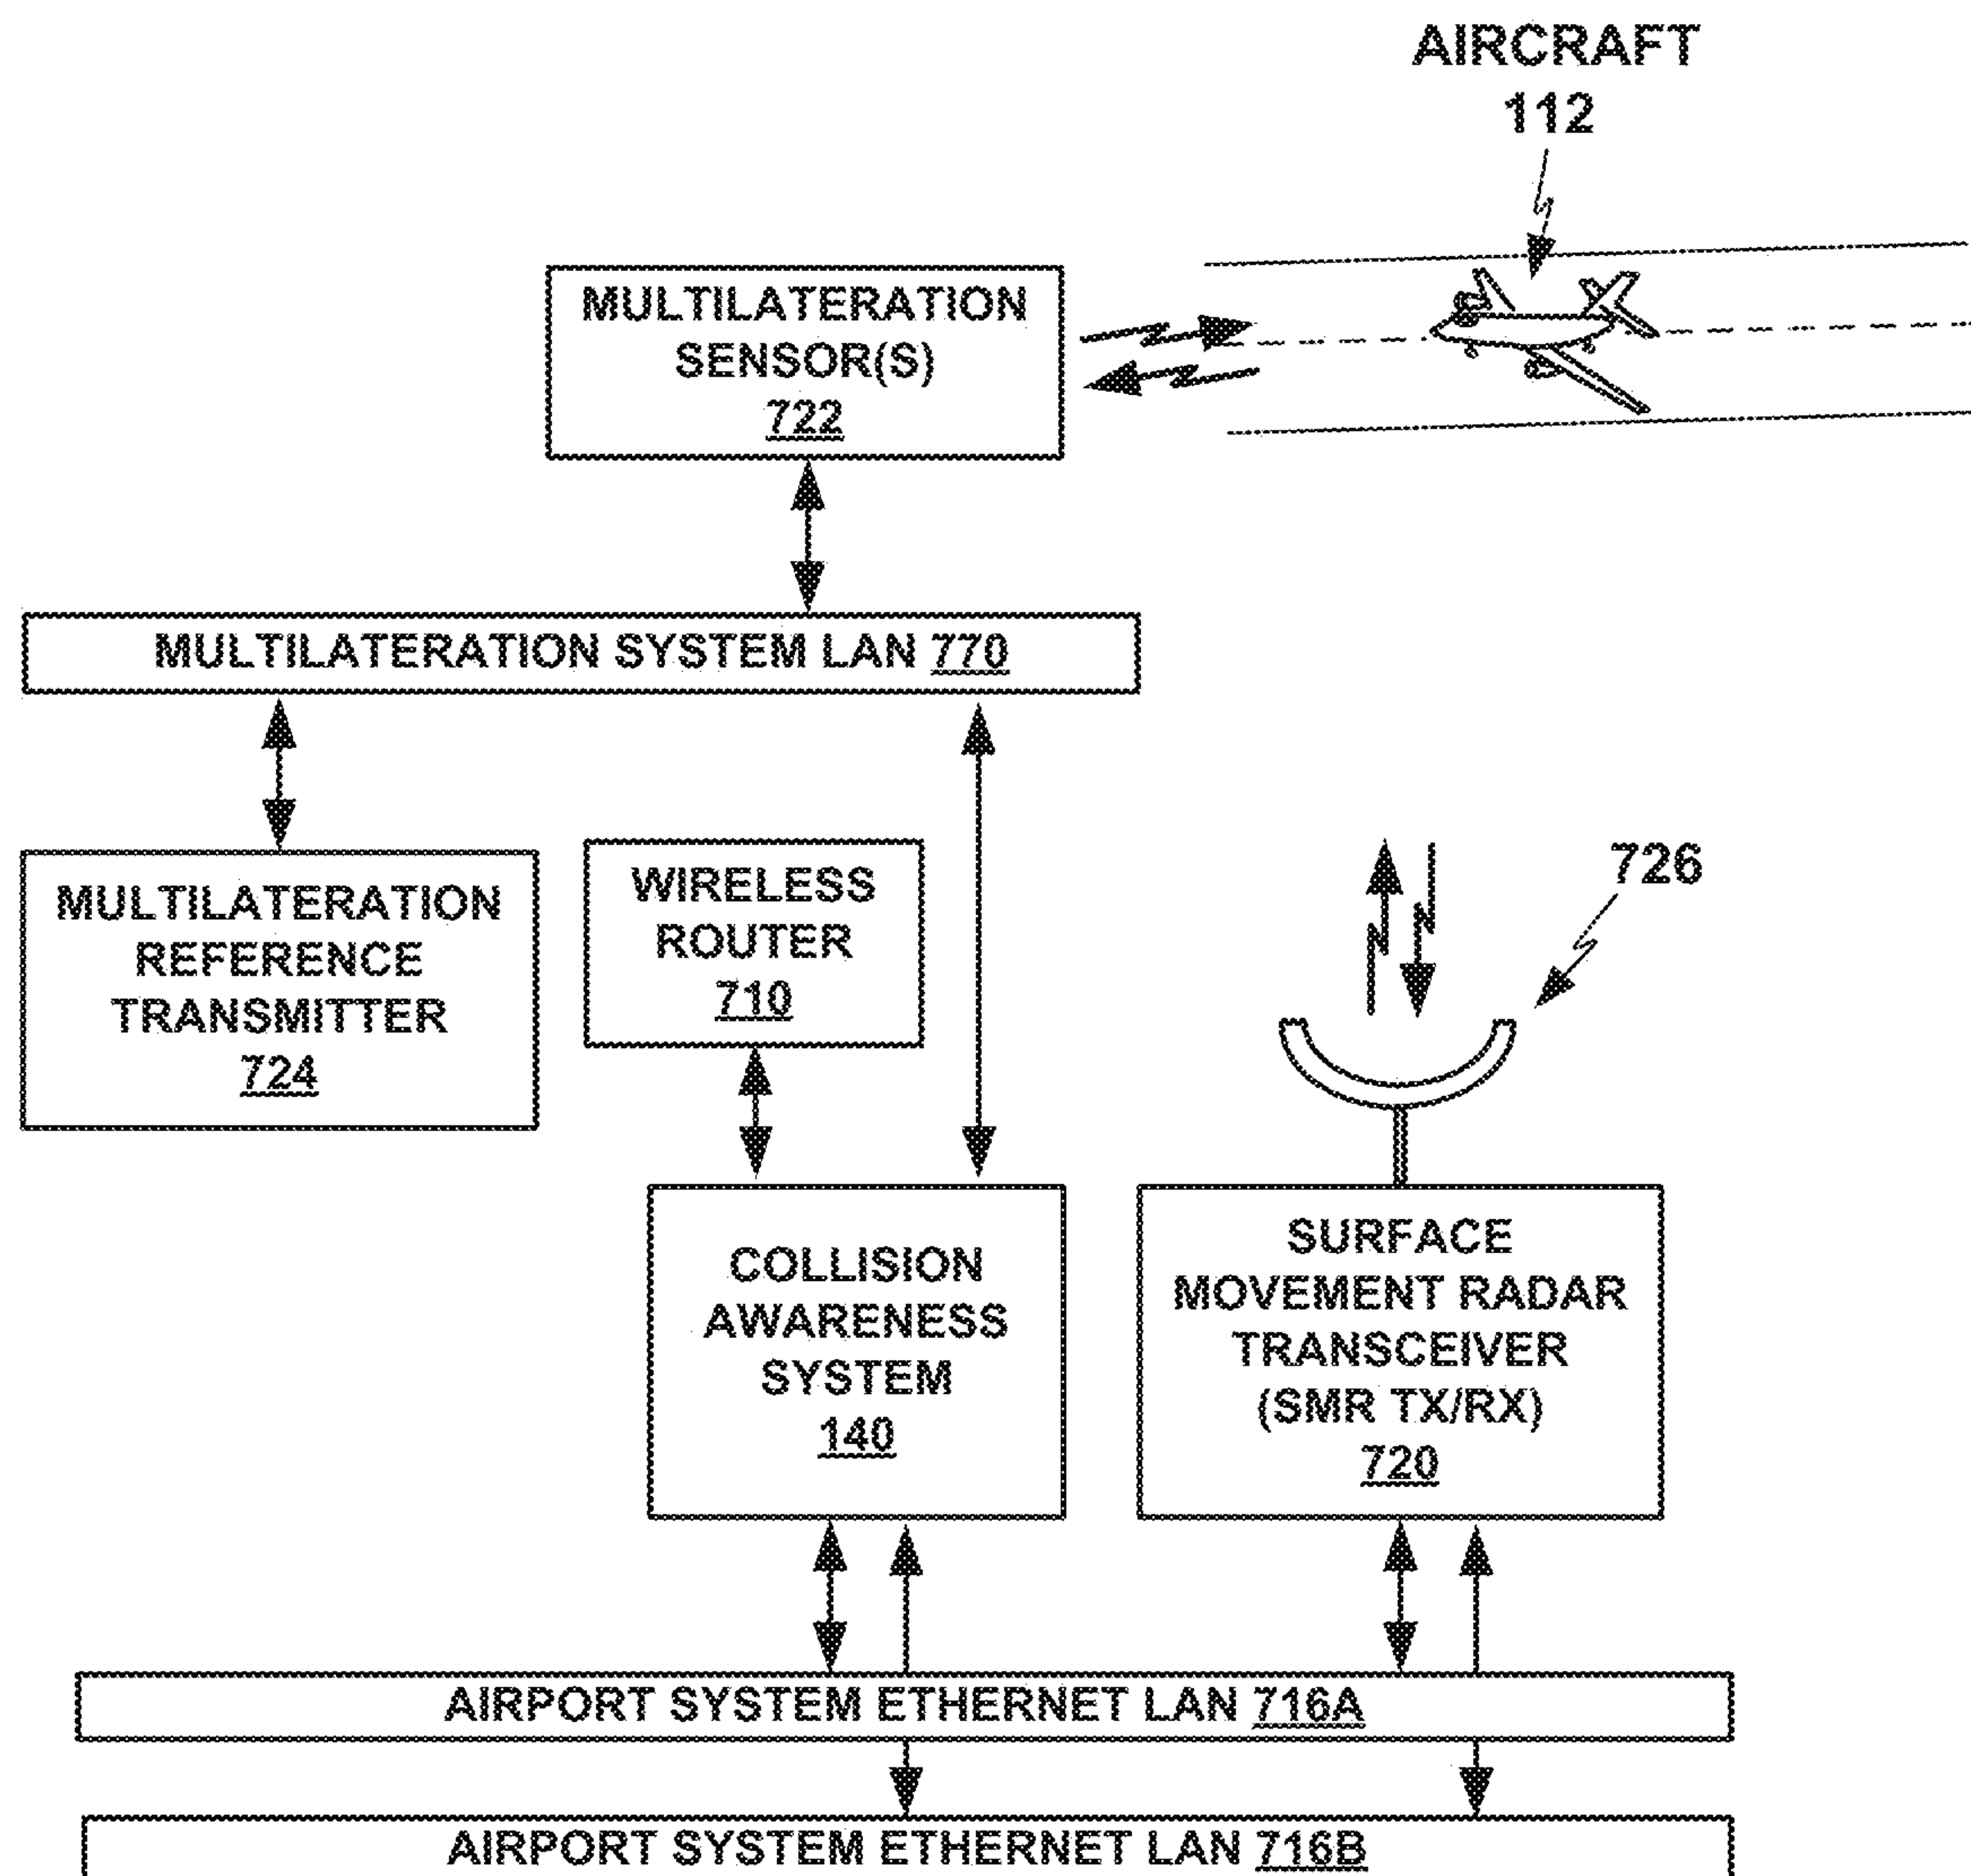 AIRCRAFT
112
MULTILATERATION
SENSOR(S)
722
MULTILATERATION SYSTEM LAN 770
MULTILATERATION
REFERENCE
TRANSMITTER
724
WIRELESS
ROUTER
710
726
COLLISION
AWARENESS
SYSTEM
140
SURFACE
MOVEMENT RADAR
TRANSCEIVER
(SMR TX/RX)
720
AIRPORT SYSTEM ETHERNET LAN 716A
AIRPORT SYSTEM ETHERNET LAN 716B